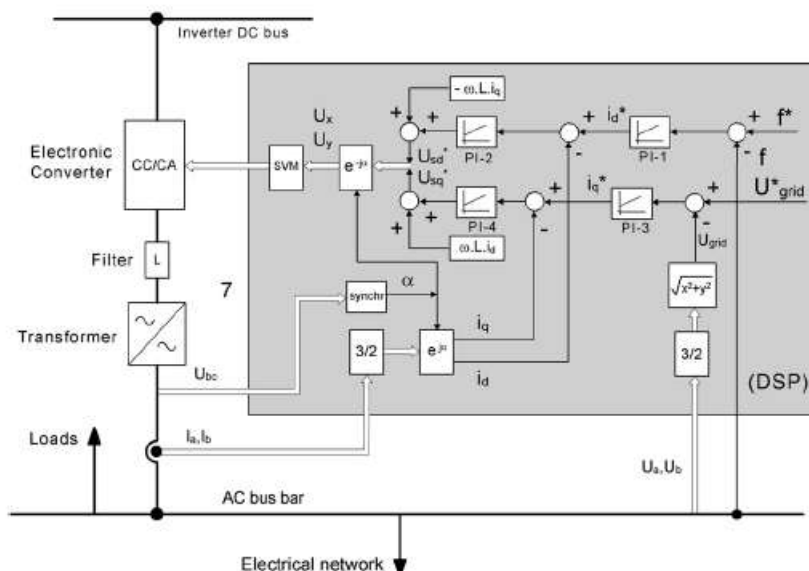 Inverter DC bus
- ω.L.iq
Ux
Uy
+
+
Usd*
PI-2
+
-
id*
PI-1
+
-
f*
f
Electronic
Converter
CC/CA
SVM
e-jα
Usq*
+
+
PI-4
+
-
iq*
PI-3
+
-
U*grid
Ugrid
ω.L.id
Filter
L
7
√x²+y²
synchr
α
Transformer
3/2
e-jα
iq
id
3/2
(DSP)
Ubc
Loads
Ia,Ib
Ua,Ub
AC bus bar
Electrical network